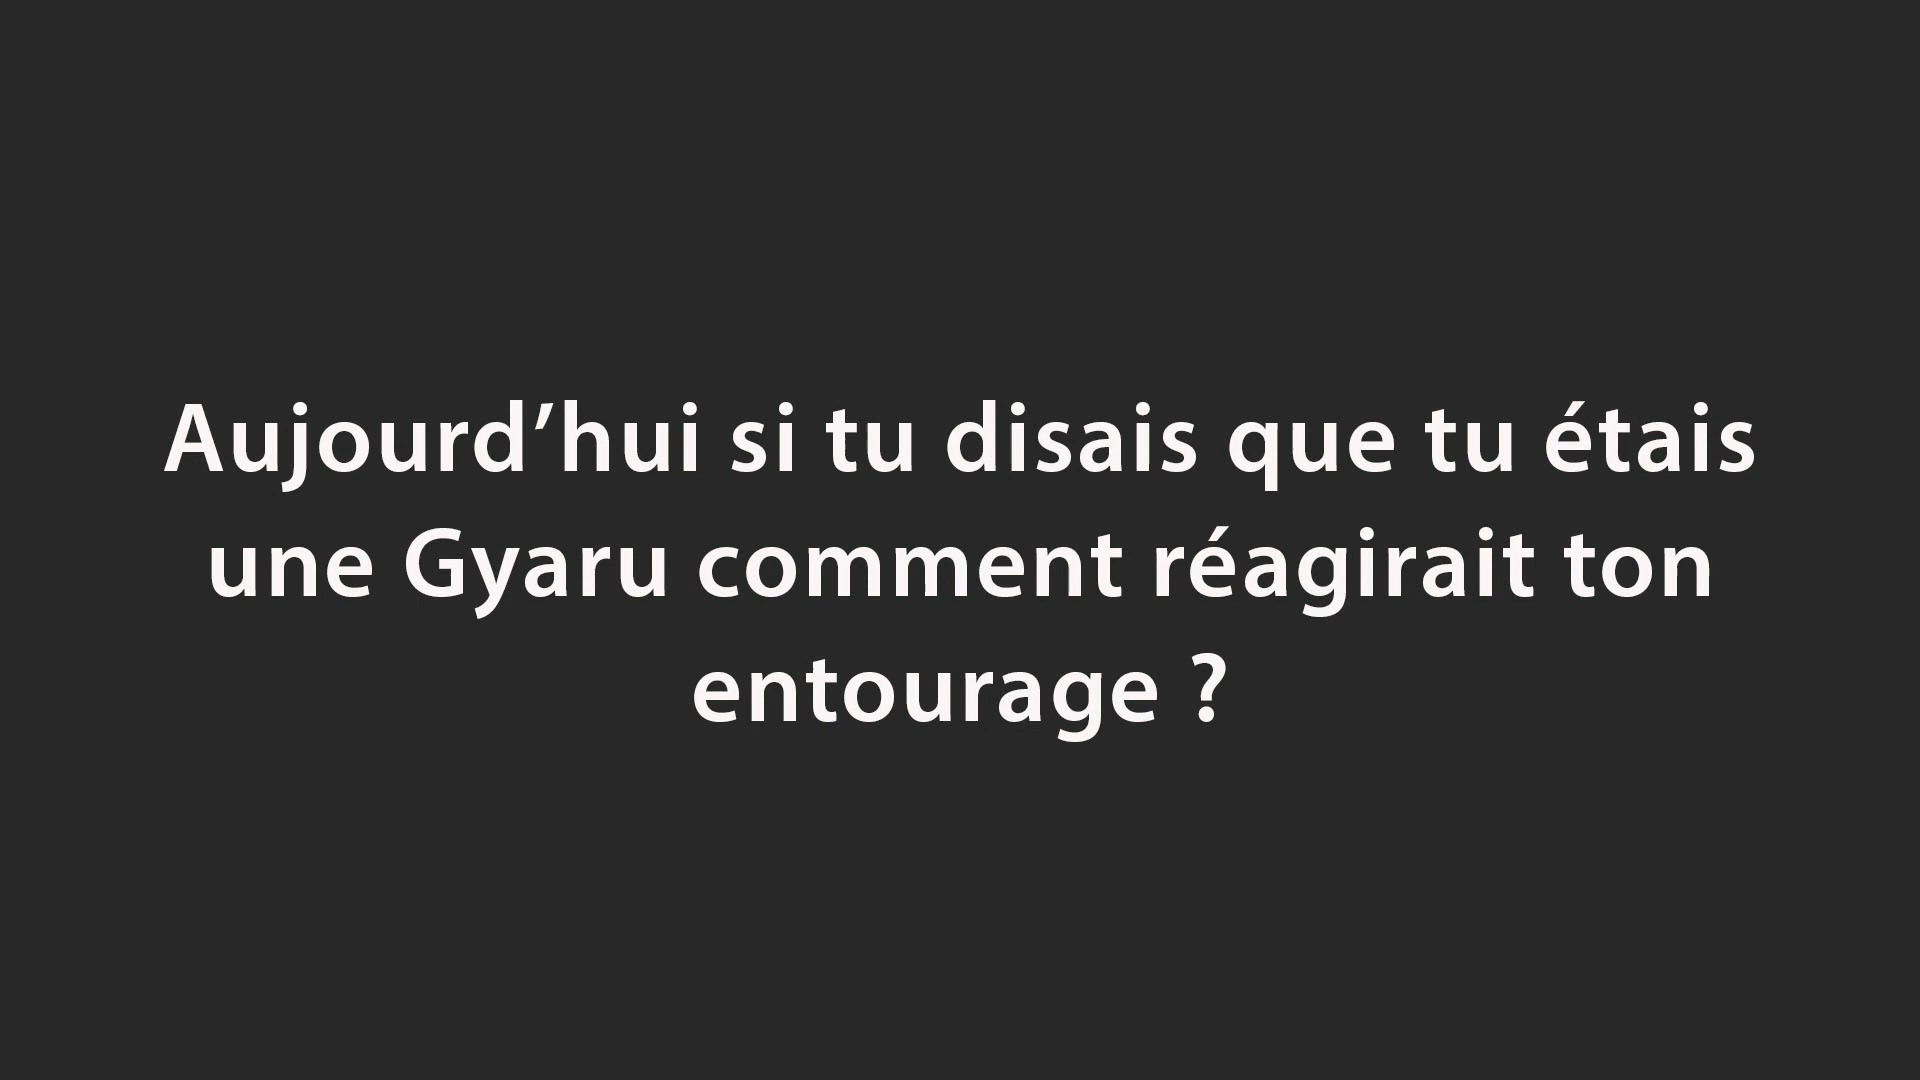 Aujourd’hui si tu disais que tu étais
une Gyaru comment réagirait ton
entourage ?